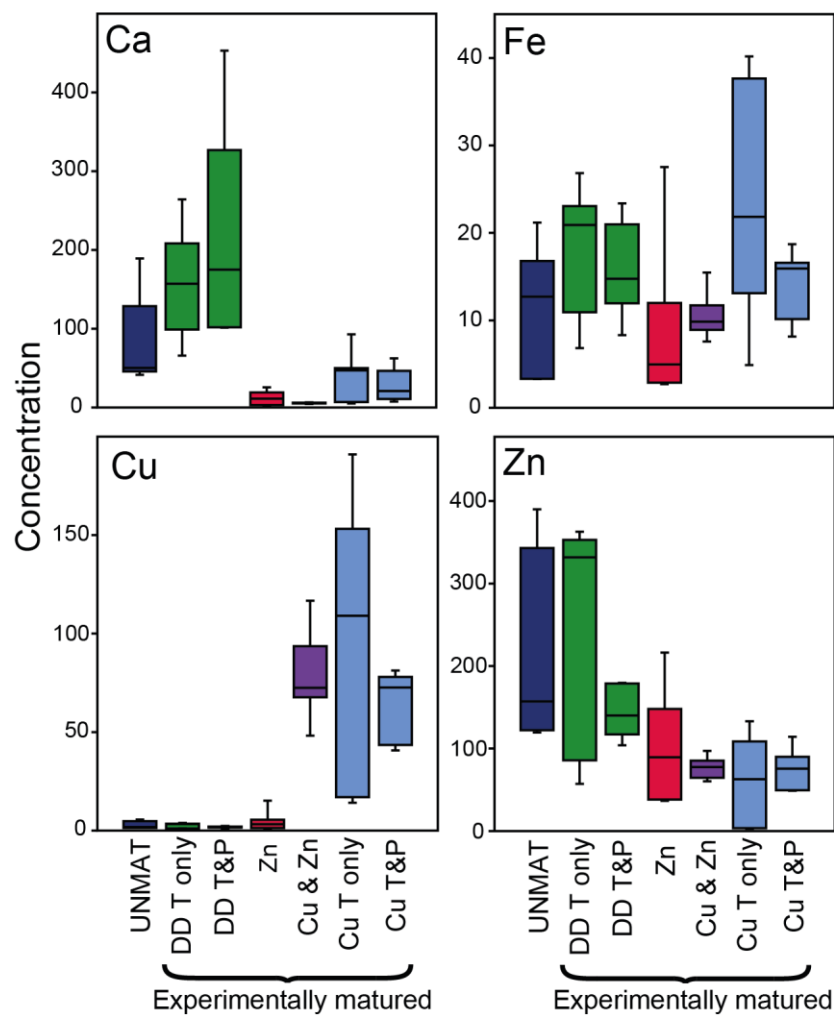 Concentration
Ca
400
300
200
100
0
Fe
40
30
20
10
0
Cu
150
100
50
0
Zn
400
300
200
100
0
UNMAT
DD T only
DD T&P
Zn
Cu & Zn
Cu T only
Cu T&P
Experimentally matured
UNMAT
DD T only
DD T&P
Zn
Cu & Zn
Cu T only
Cu T&P
Experimentally matured